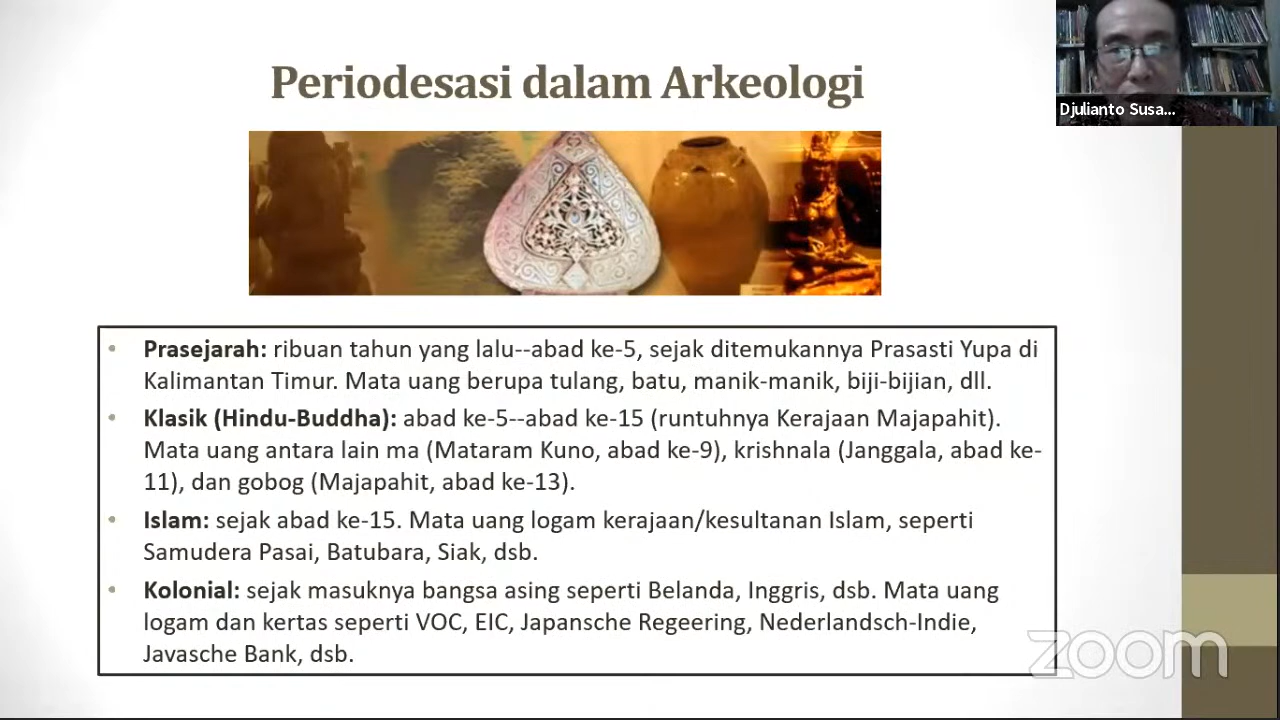 Djulianto Susa...
Periodesasi dalam Arkeologi
• Prasejarah: ribuan tahun yang lalu--abad ke-5, sejak ditemukannya Prasasti Yupa di
Kalimantan Timur. Mata uang berupa tulang, batu, manik-manik, biji-bijian, dll.
• Klasik (Hindu-Buddha): abad ke-5--abad ke-15 (runtuhnya Kerajaan Majapahit).
Mata uang antara lain ma (Mataram Kuno, abad ke-9), krishnala (Janggala, abad ke-
11), dan gobog (Majapahit, abad ke-13).
• Islam: sejak abad ke-15. Mata uang logam kerajaan/kesultanan Islam, seperti
Samudera Pasai, Batubara, Siak, dsb.
• Kolonial: sejak masuknya bangsa asing seperti Belanda, Inggris, dsb. Mata uang
logam dan kertas seperti VOC, EIC, Japansche Regeering, Nederlandsch-Indie,
Javasche Bank, dsb.
zoom